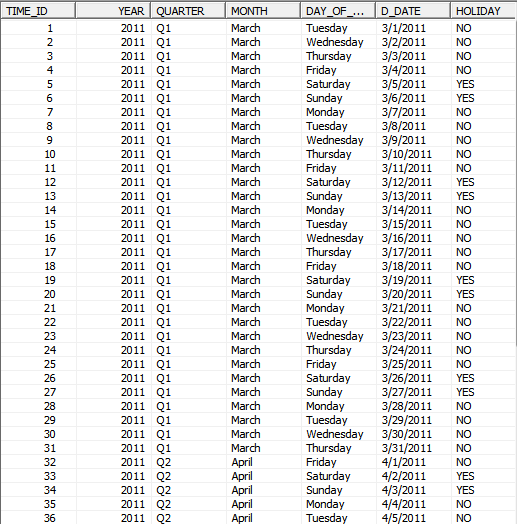 TIME_ID YEAR QUARTER MONTH DAY_OF_... D_DATE HOLIDAY
1 2011 Q1 March Tuesday 3/1/2011 NO
2 2011 Q1 March Wednesday 3/2/2011 NO
3 2011 Q1 March Thursday 3/3/2011 NO
4 2011 Q1 March Friday 3/4/2011 NO
5 2011 Q1 March Saturday 3/5/2011 YES
6 2011 Q1 March Sunday 3/6/2011 YES
7 2011 Q1 March Monday 3/7/2011 NO
8 2011 Q1 March Tuesday 3/8/2011 NO
9 2011 Q1 March Wednesday 3/9/2011 NO
10 2011 Q1 March Thursday 3/10/2011 NO
11 2011 Q1 March Friday 3/11/2011 NO
12 2011 Q1 March Saturday 3/12/2011 YES
13 2011 Q1 March Sunday 3/13/2011 YES
14 2011 Q1 March Monday 3/14/2011 NO
15 2011 Q1 March Tuesday 3/15/2011 NO
16 2011 Q1 March Wednesday 3/16/2011 NO
17 2011 Q1 March Thursday 3/17/2011 NO
18 2011 Q1 March Friday 3/18/2011 NO
19 2011 Q1 March Saturday 3/19/2011 YES
20 2011 Q1 March Sunday 3/20/2011 YES
21 2011 Q1 March Monday 3/21/2011 NO
22 2011 Q1 March Tuesday 3/22/2011 NO
23 2011 Q1 March Wednesday 3/23/2011 NO
24 2011 Q1 March Thursday 3/24/2011 NO
25 2011 Q1 March Friday 3/25/2011 NO
26 2011 Q1 March Saturday 3/26/2011 YES
27 2011 Q1 March Sunday 3/27/2011 YES
28 2011 Q1 March Monday 3/28/2011 NO
29 2011 Q1 March Tuesday 3/29/2011 NO
30 2011 Q1 March Wednesday 3/30/2011 NO
31 2011 Q1 March Thursday 3/31/2011 NO
32 2011 Q2 April Friday 4/1/2011 NO
33 2011 Q2 April Saturday 4/2/2011 YES
34 2011 Q2 April Sunday 4/3/2011 YES
35 2011 Q2 April Monday 4/4/2011 NO
36 2011 Q2 April Tuesday 4/5/2011 NO